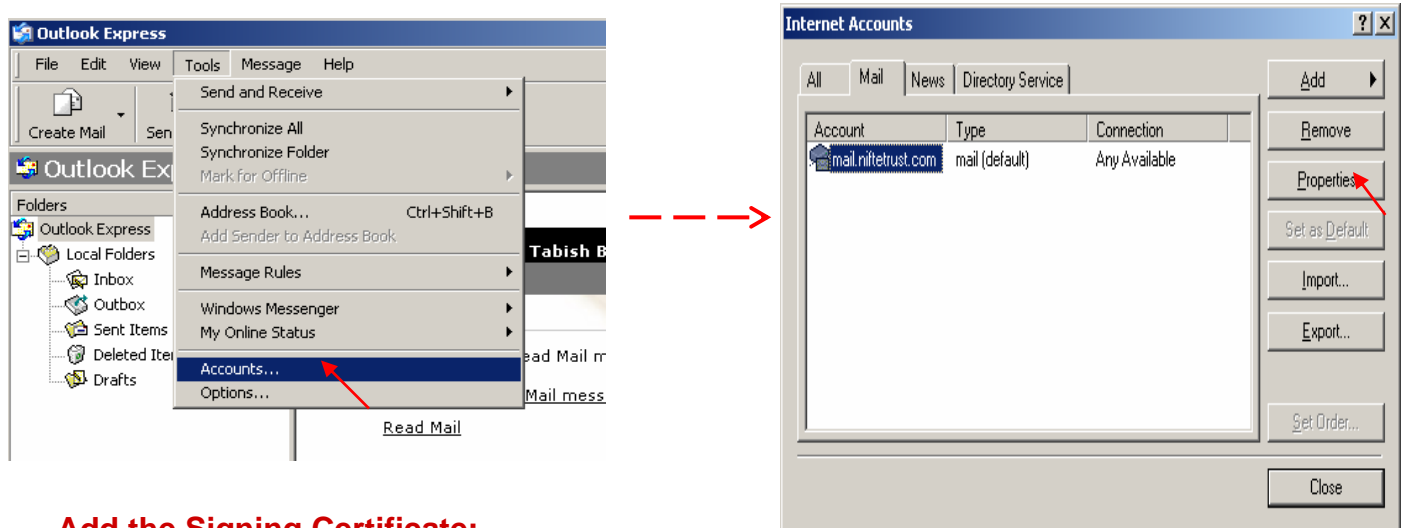 Outlook Express
File Edit View Tools Message Help
Create Mail Sen
Outlook Ex
Folders
Outlook Express
Local Folders
Inbox
Outbox
Sent Items
Deleted Ite
Drafts
Send and Receive
Synchronize All
Synchronize Folder
Mark for Offline
Address Book... Ctrl+Shift+B
Add Sender to Address Book
Message Rules
Windows Messenger
My Online Status
Accounts...
Options...
Tabish B
ead Mail m
Mail mess
Read Mail
Internet Accounts
All Mail News Directory Service
Account Type Connection
mail.niftetrust.com mail (default) Any Available
Add
Remove
Properties
Set as Default
Import...
Export...
Set Order...
Close
Add the Signing Certificate: